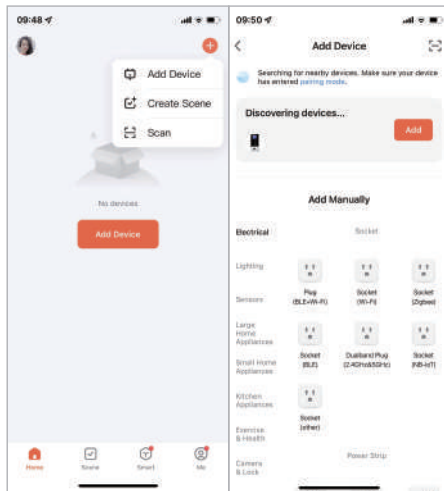 09:48
Add Device
Create Scene
Scan
No devices
Add Device
Home
Scene
Smart
Me
09:50
Add Device
Searching for nearby devices. Make sure your device
has entered pairing mode.
Discovering devices...
Add
Add Manually
Electrical
Socket
Lighting
Plug
(BLE+Wi-Fi)
Socket
(Wi-Fi)
Socket
(Zigbee)
Sensors
Large
Home
Appliances
Socket
(BLE)
Dualband Plug
(2.4GHz&5GHz)
Socket
(NB-IoT)
Small Home
Appliances
Kitchen
Appliances
Socket
(other)
Exercise
& Health
Power Strip
Camera
& Lock